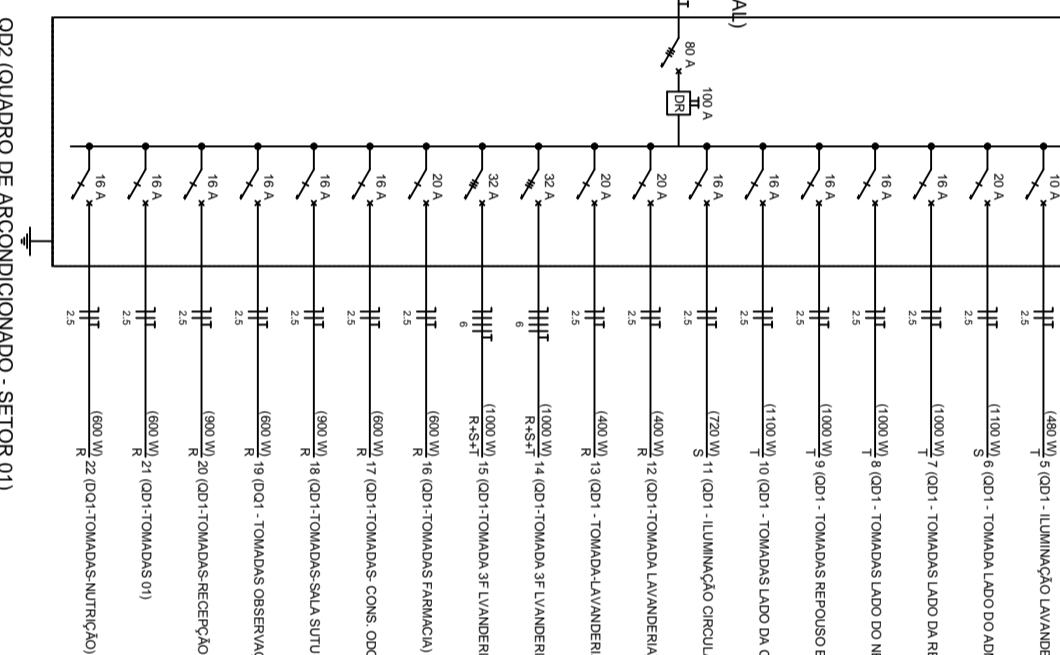 AL)
80 A
100 A
DR
10 A
2.5
(480 W)
T
5 (QD1 - ILUMINAÇÃO LAVANDE
20 A
2.5
(1100 W)
S
6 (QD1 - TOMADA LADO DO ADI
16 A
2.5
(1000 W)
T
7 (QD1 - TOMADAS LADO DA RE
16 A
2.5
(1000 W)
T
8 (QD1 - TOMADAS LADO DO NE
16 A
2.5
(1000 W)
T
9 (QD1 - TOMADAS REPOUSO E
16 A
2.5
(1100 W)
T
10 (QD1 - TOMADAS LADO DA C
16 A
2.5
(720 W)
S
11 (QD1 - ILUMINAÇÃO CIRCUL
20 A
2.5
(400 W)
R
12 (QD1-TOMADA LAVANDERIA
20 A
2.5
(400 W)
R
13 (QD1 - TOMADA-LAVANDERI
32 A
6
(1000 W)
R+S+T
14 (QD1-TOMADA 3F LVANDERI
32 A
6
(1000 W)
R+S+T
15 (QD1-TOMADA 3F LVANDERI
20 A
2.5
(600 W)
R
16 (QD1-TOMADAS FARMACIA)
16 A
2.5
(600 W)
R
17 (QD1-TOMADAS- CONS. ODO
16 A
2.5
(900 W)
R
18 (QD1-TOMADAS-SALA SUTU
16 A
2.5
(600 W)
R
19 (DQ1 - TOMADAS OBSERVAÇ
16 A
2.5
(900 W)
R
20 (QD1-TOMADAS-RECEPÇÃO
16 A
2.5
(600 W)
R
21 (QD1-TOMADAS 01)
16 A
2.5
(600 W)
R
22 (DQ1-TOMADAS-NUTRIÇÃO)
QD2 (QUADRO DE ARCONDICIONADO - SETOR 01)